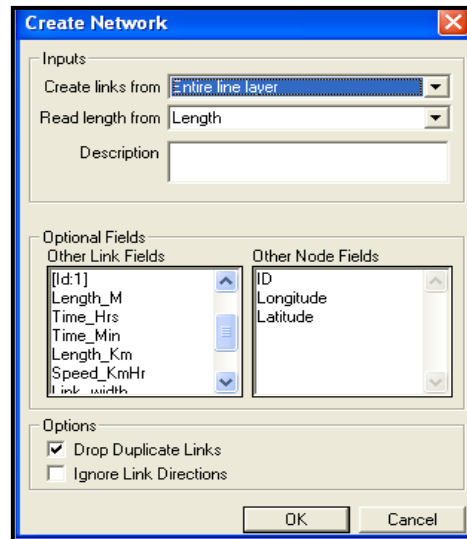 Create Network
Inputs
Create links from Entire line layer
Read length from Length
Description
Optional Fields
Other Link Fields Other Node Fields
[Id:1] ID
Length_M Longitude
Time_Hrs Latitude
Time_Min
Length_Km
Speed_KmHr
Link_width
Options
Drop Duplicate Links
Ignore Link Directions
OK Cancel